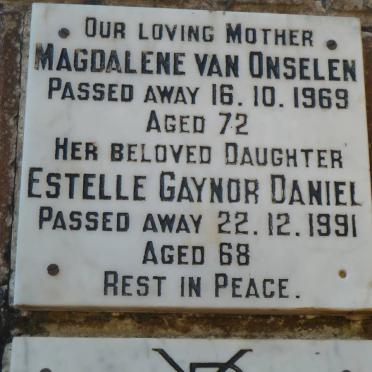 Our Loving Mother
Magdalene van Onselen
Passed away 16.10.1969
Aged 72
Her beloved Daughter
Estelle Gaynor Daniel
Passed away 22.12.1991
Aged 68
Rest in Peace.